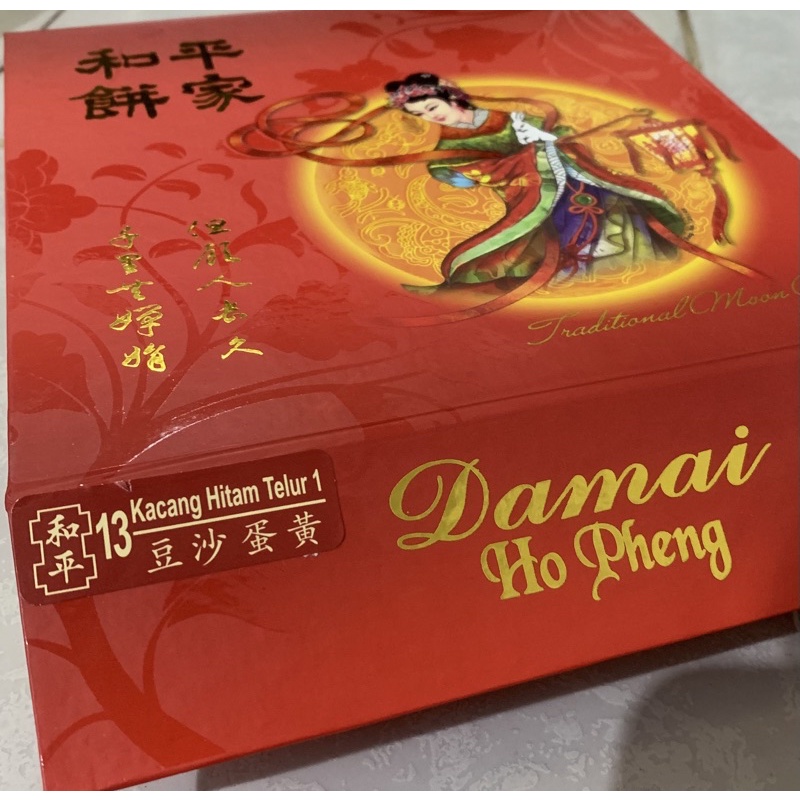 和平
餅家
但願人長久
千里共嬋娟
Traditional Moon
Damai
Ho Pheng
和平
13
Kacang Hitam Telur 1
豆沙蛋黃